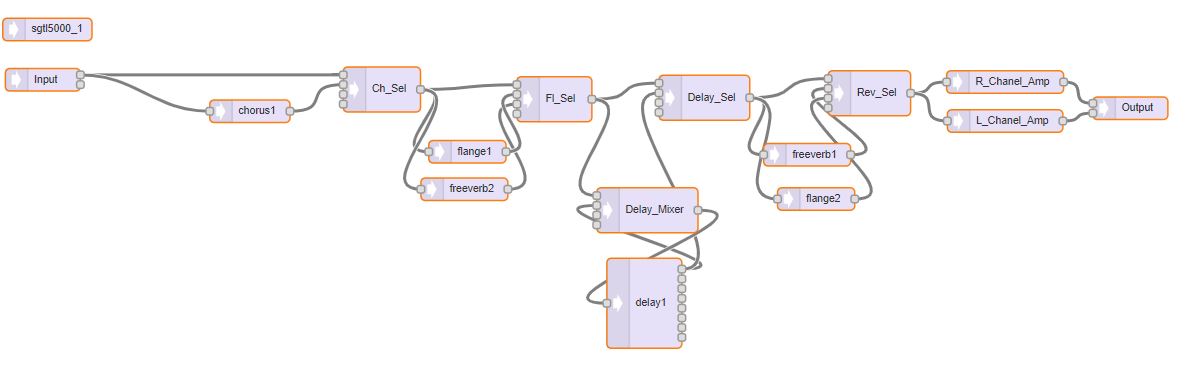 sgtl5000_1
Input
chorus1
Ch_Sel
flange1
freeverb2
Fl_Sel
Delay_Mixer
delay1
Delay_Sel
freeverb1
flange2
Rev_Sel
R_Chanel_Amp
L_Chanel_Amp
Output